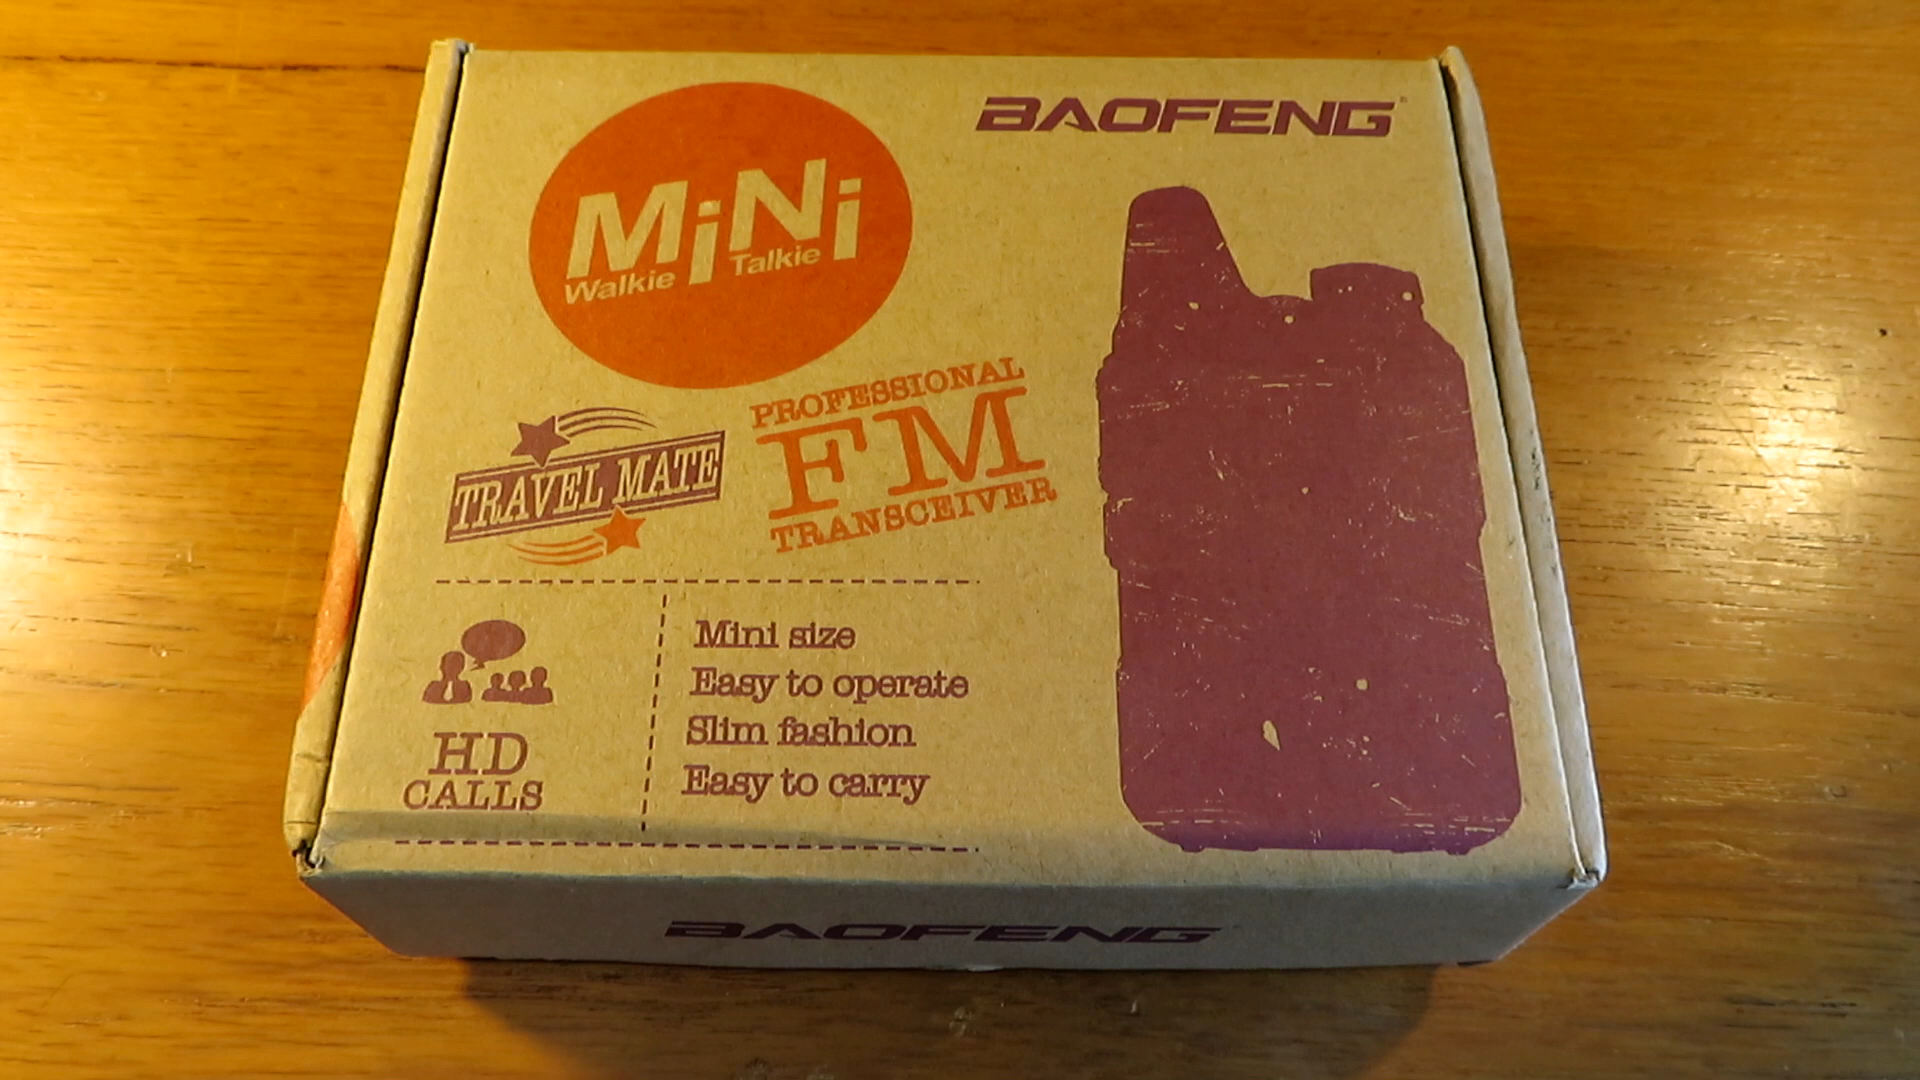 BAOFENG
MiNi
Walkie Talkie
TRAVEL MATE
PROFESSIONAL
FM
TRANSCEIVER
HD
CALLS
Mini size
Easy to operate
Slim fashion
Easy to carry
BAOFENG